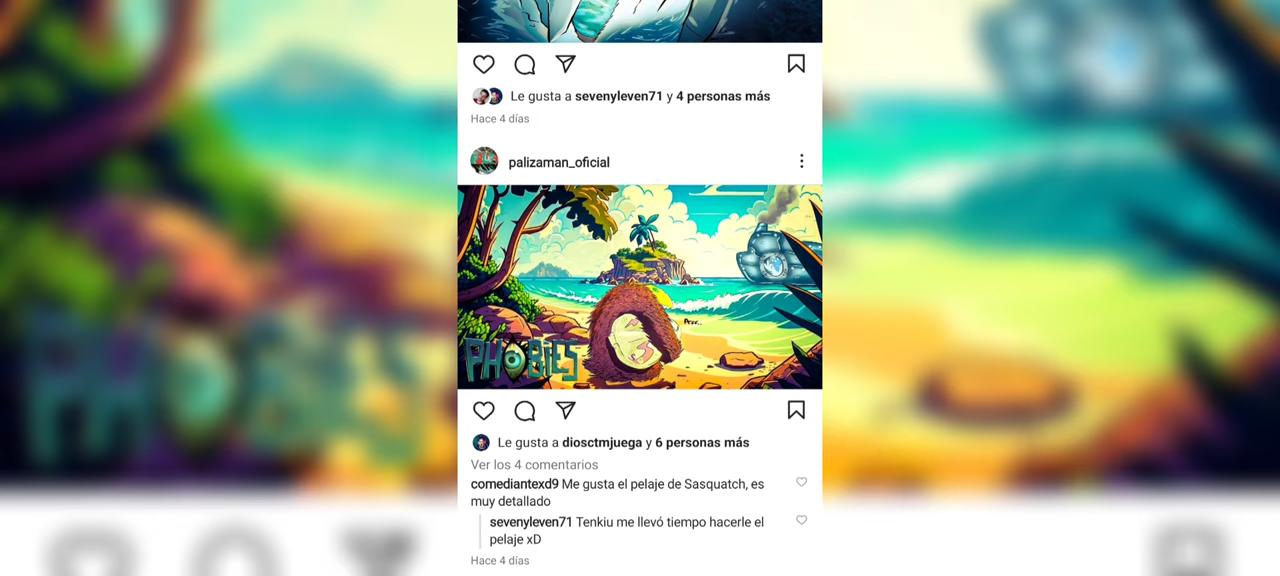 Le gusta a sevenyleven71 y 4 personas más
Hace 4 días
palizaman_oficial
PHOBIES
Le gusta a diosctmjuega y 6 personas más
Ver los 4 comentarios
comediantexd9 Me gusta el pelaje de Sasquatch, es
muy detallado
sevenyleven71 Tenkiu me llevó tiempo hacerle el
pelaje xD
Hace 4 días